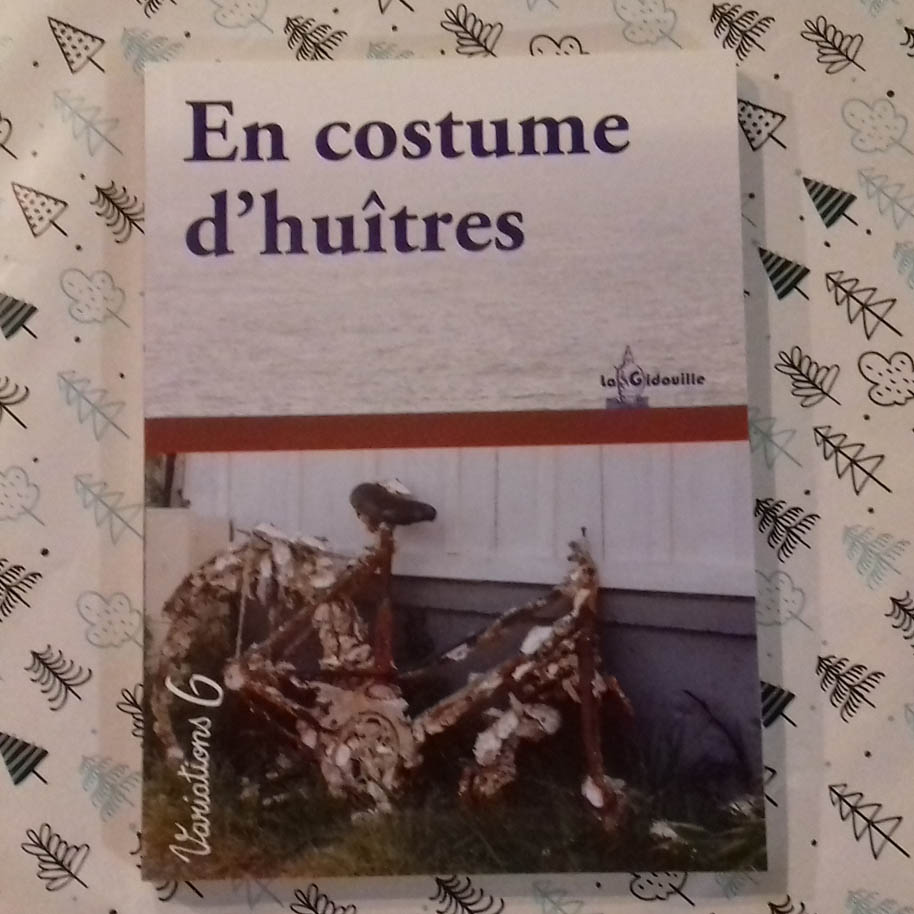 En costume
d'huîtres
la Gidouille
Variations 6